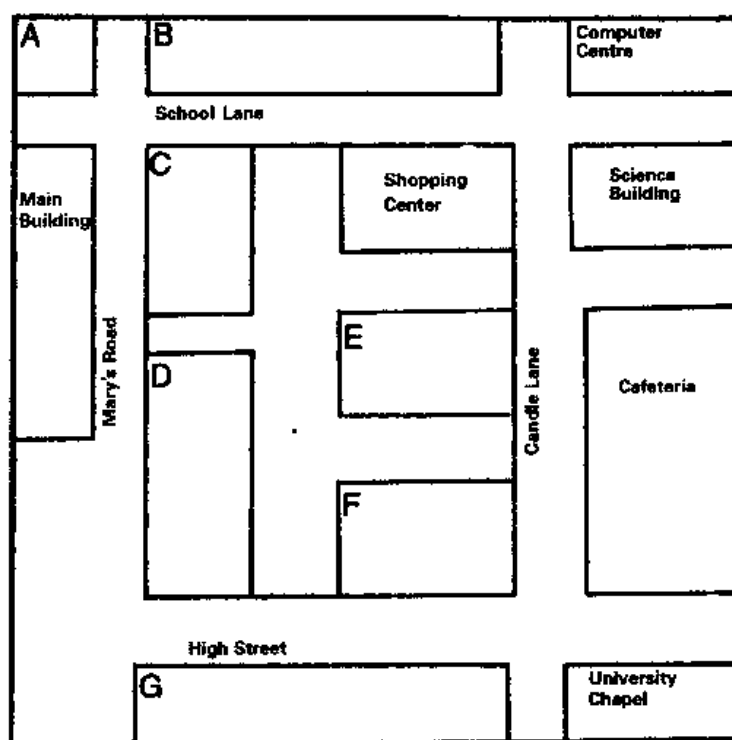 A
B
Computer
Centre
School Lane
C
Shopping
Center
Science
Building
Main
Building
E
Mary's Road
D
Candle Lane
Cafeteria
F
High Street
G
University
Chapel